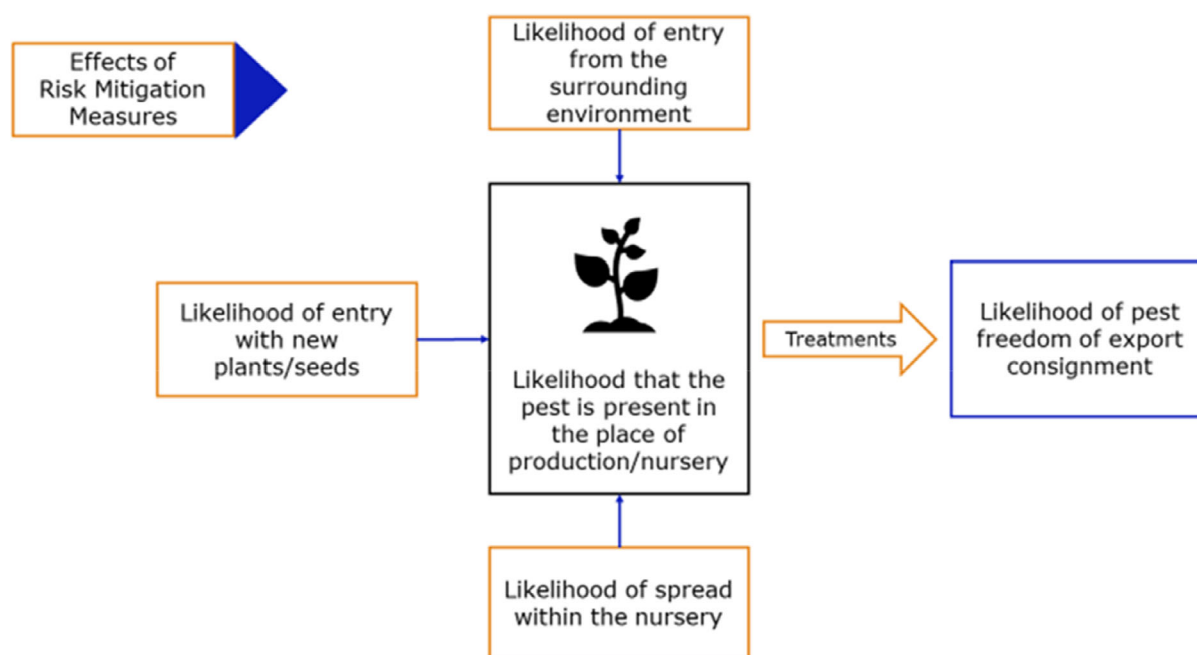 Effects of
Risk Mitigation
Measures
Likelihood of entry
from the
surrounding
environment
Likelihood of entry
with new
plants/seeds
Likelihood that the
pest is present in
the place of
production/nursery
Treatments
Likelihood of pest
freedom of export
consignment
Likelihood of spread
within the nursery